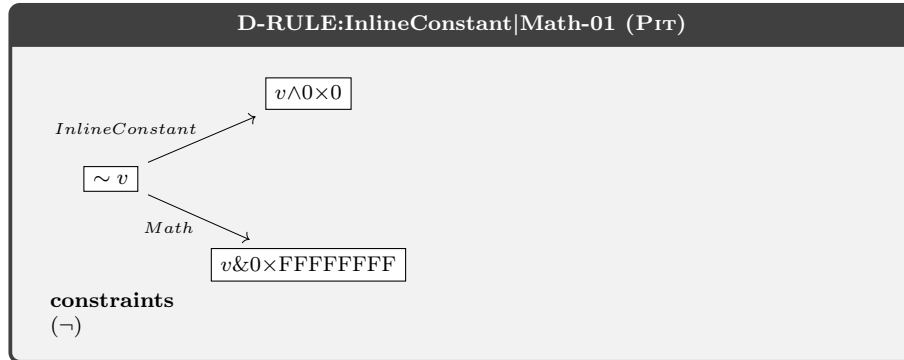 D-RULE:InlineConstant|Math-01 (PIT)
v∧0×0
InlineConstant
∼ v
Math
v&0×FFFFFFFF
constraints
(¬)